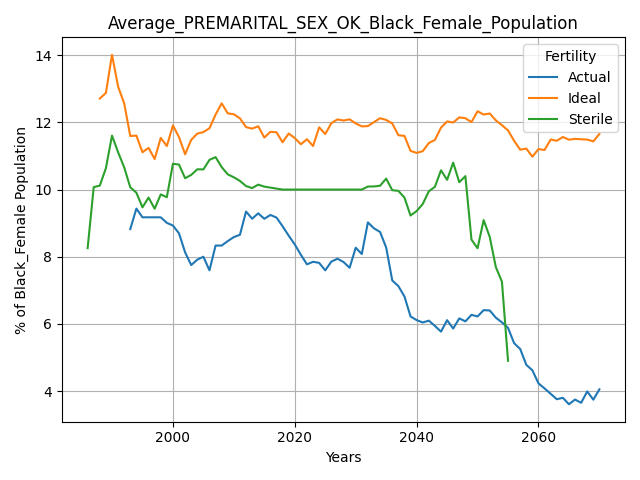 Average_PREMARITAL_SEX_OK_Black_Female_Population
% of Black_Female Population
14
12
10
8
6
4
Fertility
Actual
Ideal
Sterile
2000
2020
2040
2060
Years